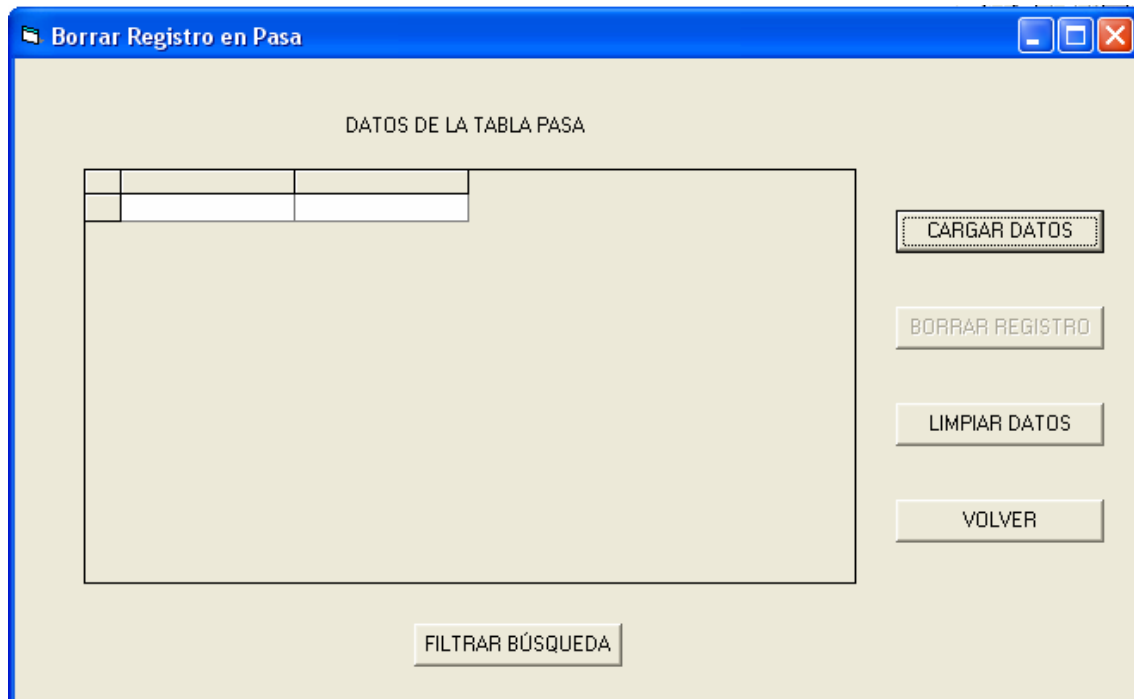 Borrar Registro en Pasa
DATOS DE LA TABLA PASA
CARGAR DATOS
BORRAR REGISTRO
LIMPIAR DATOS
VOLVER
FILTRAR BÚSQUEDA